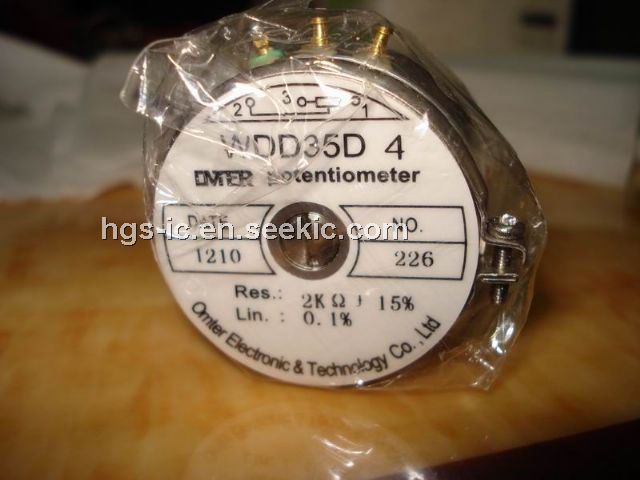 2 3 1
WDD35D 4
OMTER potentiometer
DATE NO.
1210 226
hgs-ic.en.seekic.com
Res.: 2KΩ 15%
Lin. : 0.1%
Omter Electronic & Technology Co., Ltd